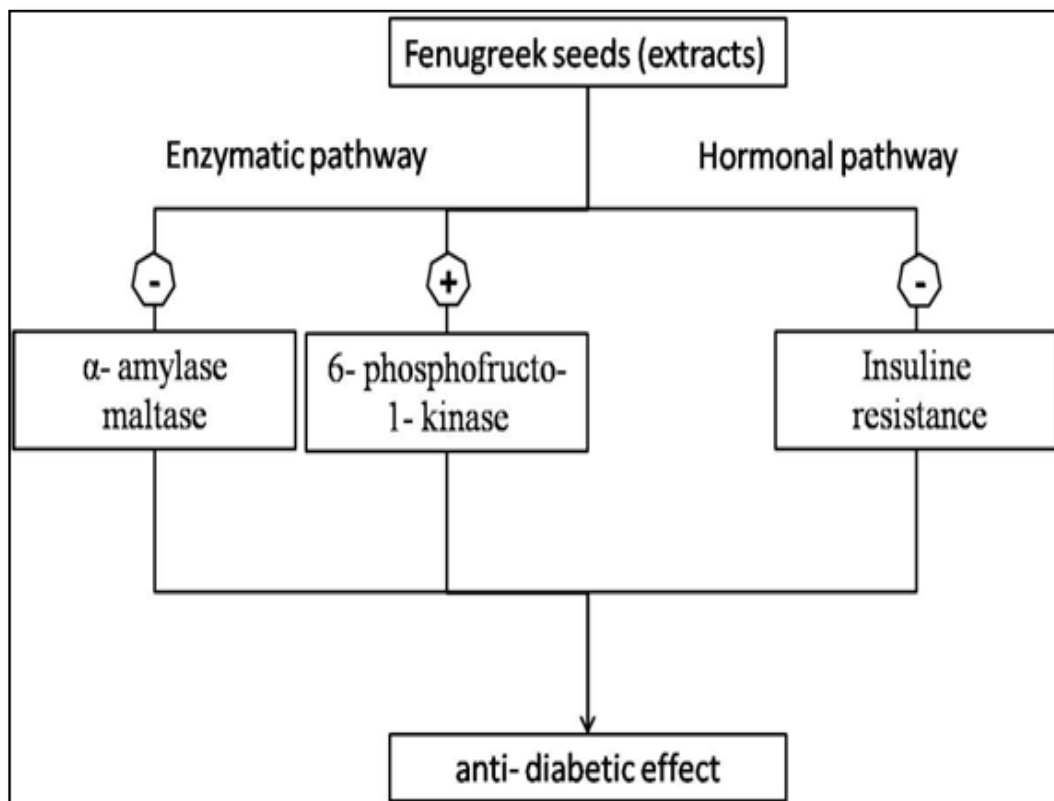 Fenugreek seeds (extracts)
Enzymatic pathway
Hormonal pathway
-
+
-
α- amylase
maltase
6- phosphofructo-
1- kinase
Insuline
resistance
anti- diabetic effect